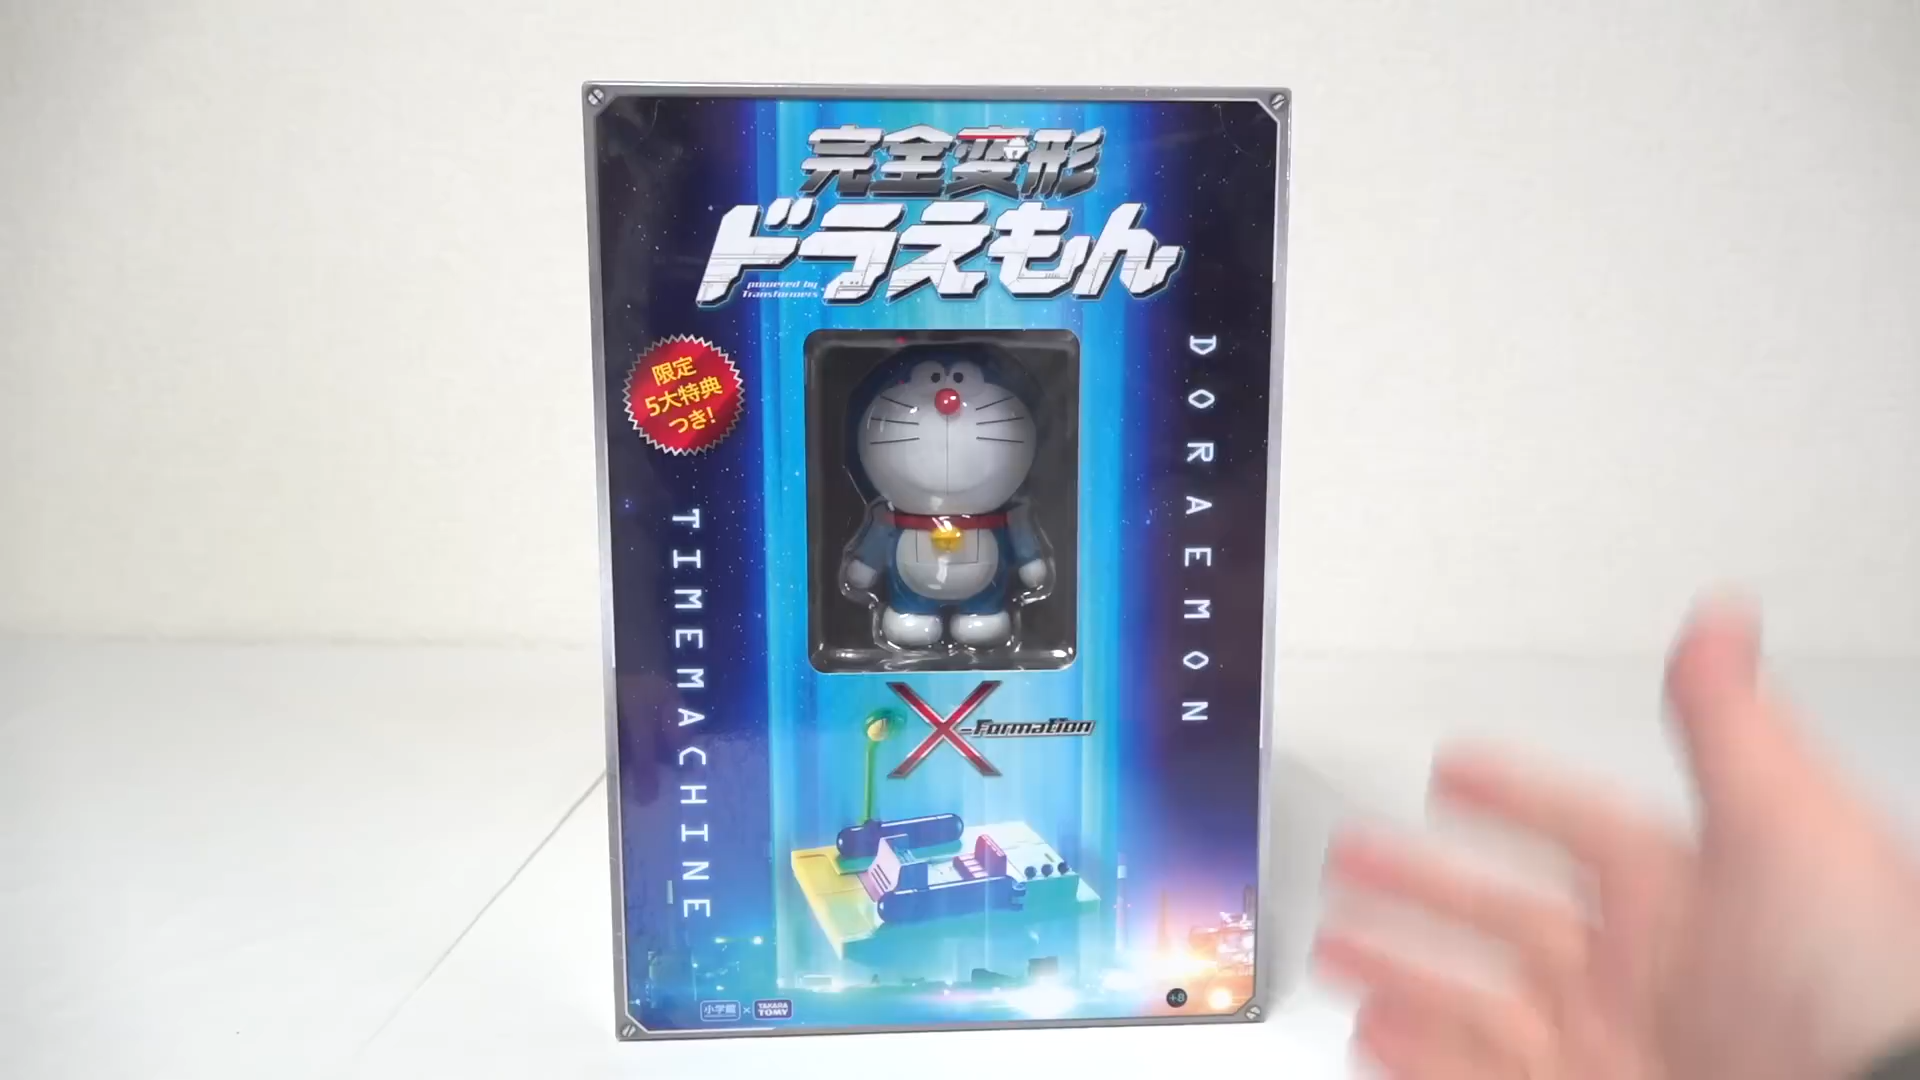 完全変形
ドラえもん
powered by
Transformers
限定
5大特典
つき!
DORAEMON
TIMEMACHINE
X-Formation
小学館×TAKARA
TOMY
+8